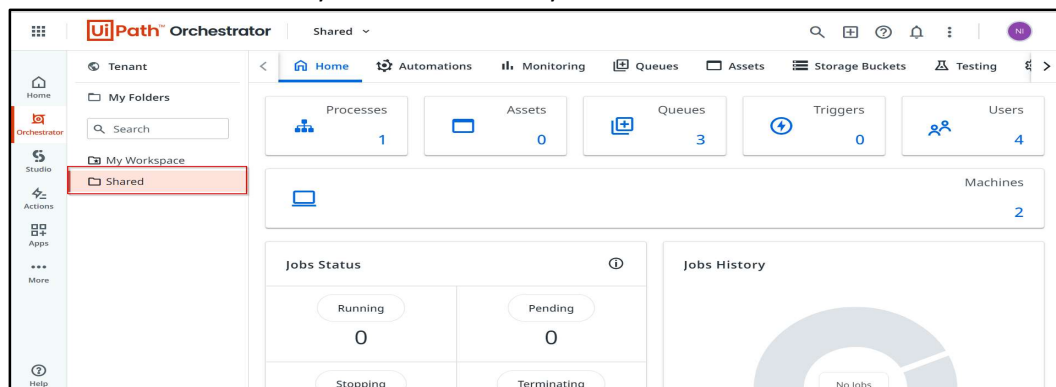 UiPath™ Orchestrator
Shared
NI
Home
Orchestrator
Studio
Actions
Apps
More
Help
Tenant
My Folders
Search
My Workspace
Shared
Home
Automations
Monitoring
Queues
Assets
Storage Buckets
Testing
Processes
1
Assets
0
Queues
3
Triggers
0
Users
4
Machines
2
Jobs Status
Running
0
Pending
0
Stopping
Terminating
Jobs History
No Jobs